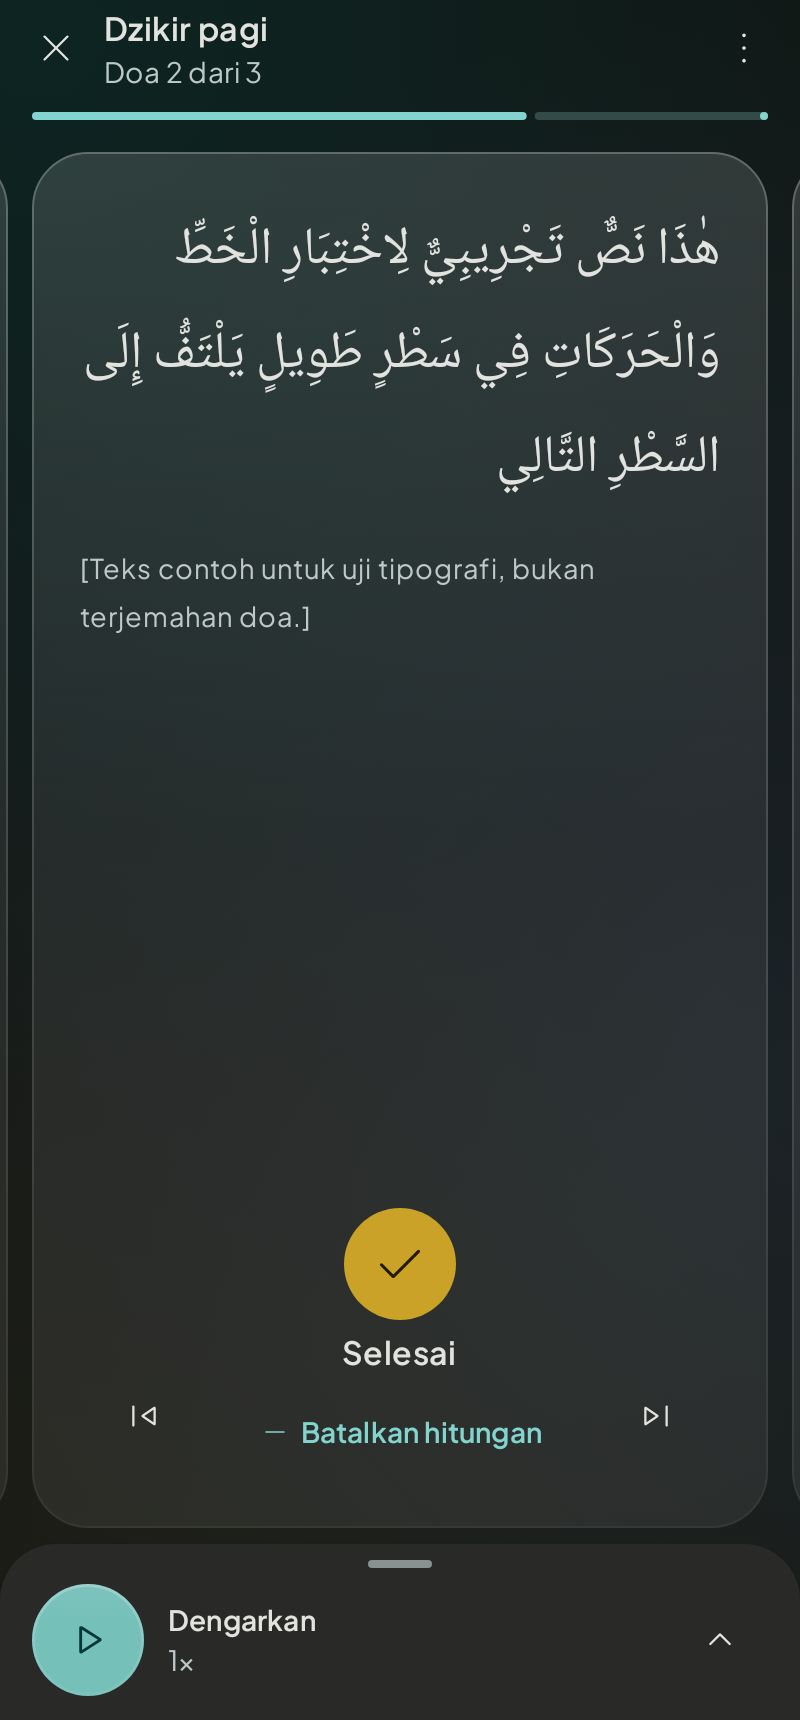 Dzikir pagi
Doa 2 dari 3
هٰذَا نَصٌّ تَجْرِيبِيٌّ لِاخْتِبَارِ الْخَطِّ
وَالْحَرَكَاتِ فِي سَطْرٍ طَوِيلٍ يَلْتَفُّ إِلَى
السَّطْرِ التَّالِي
[Teks contoh untuk uji tipografi, bukan
terjemahan doa.]
Selesai
Batalkan hitungan
Dengarkan
1×